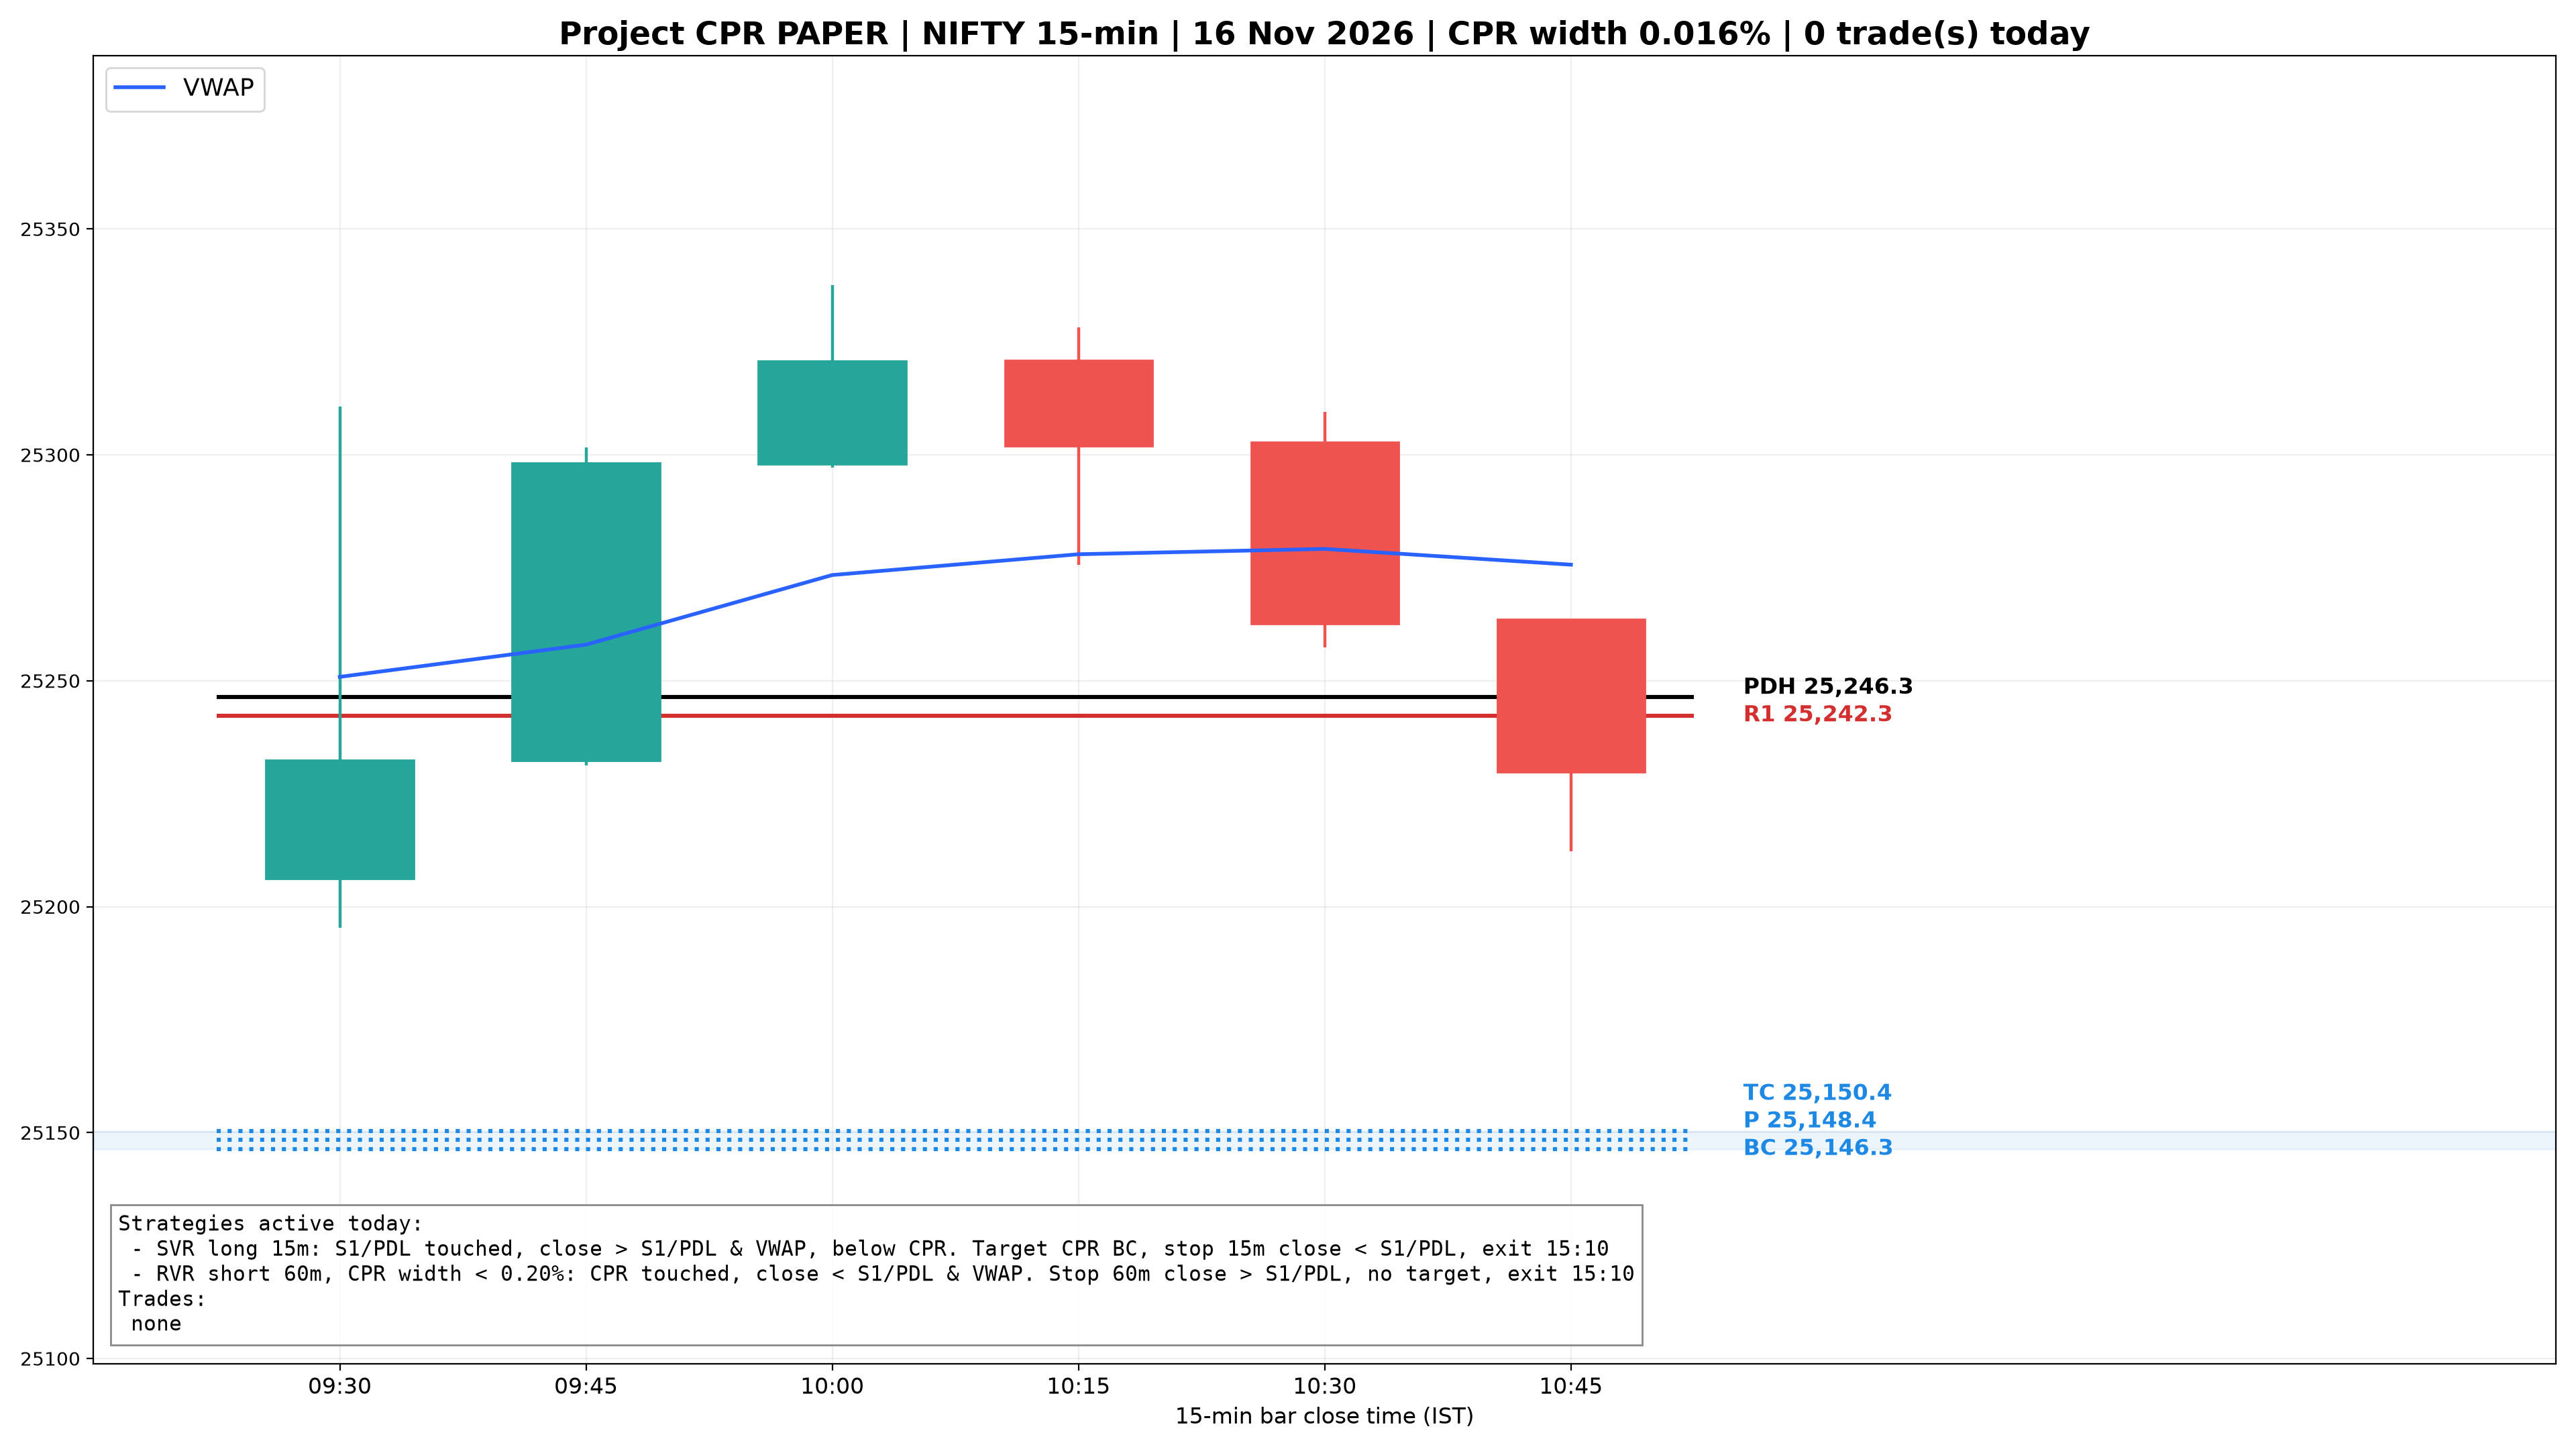 Project CPR PAPER | NIFTY 15-min | 16 Nov 2026 | CPR width 0.016% | 0 trade(s) today
VWAP
25350
25300
25250
25200
25150
25100
PDH 25,246.3
R1 25,242.3
TC 25,150.4
P 25,148.4
BC 25,146.3
Strategies active today:
- SVR long 15m: S1/PDL touched, close > S1/PDL & VWAP, below CPR. Target CPR BC, stop 15m close < S1/PDL, exit 15:10
- RVR short 60m, CPR width < 0.20%: CPR touched, close < S1/PDL & VWAP. Stop 60m close > S1/PDL, no target, exit 15:10
Trades:
none
09:30 09:45 10:00 10:15 10:30 10:45
15-min bar close time (IST)